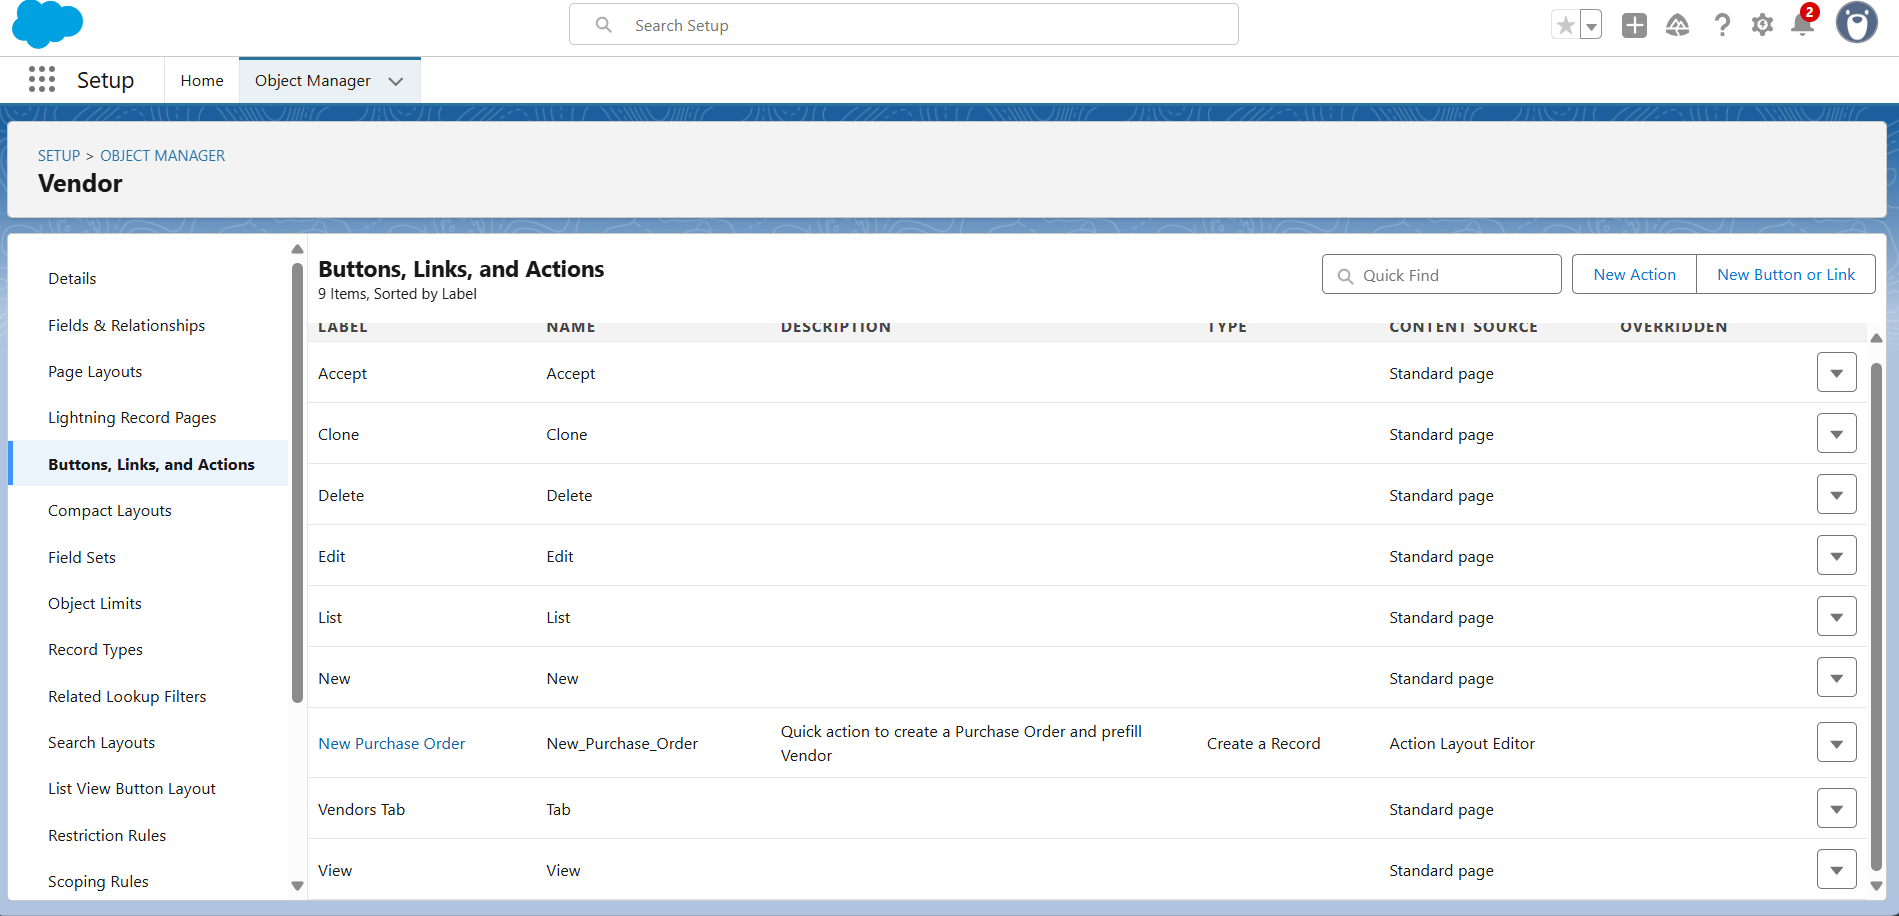 Search Setup
2
Setup
Home
Object Manager
SETUP > OBJECT MANAGER
Vendor
Details
Fields & Relationships
Page Layouts
Lightning Record Pages
Buttons, Links, and Actions
Compact Layouts
Field Sets
Object Limits
Record Types
Related Lookup Filters
Search Layouts
List View Button Layout
Restriction Rules
Scoping Rules
Buttons, Links, and Actions
9 Items, Sorted by Label
Quick Find
New Action
New Button or Link
LABEL NAME DESCRIPTION TYPE CONTENT SOURCE OVERRIDDEN
Accept Accept Standard page
Clone Clone Standard page
Delete Delete Standard page
Edit Edit Standard page
List List Standard page
New New Standard page
New Purchase Order New_Purchase_Order Quick action to create a Purchase Order and prefill Create a Record Action Layout Editor
Vendor
Vendors Tab Tab Standard page
View View Standard page